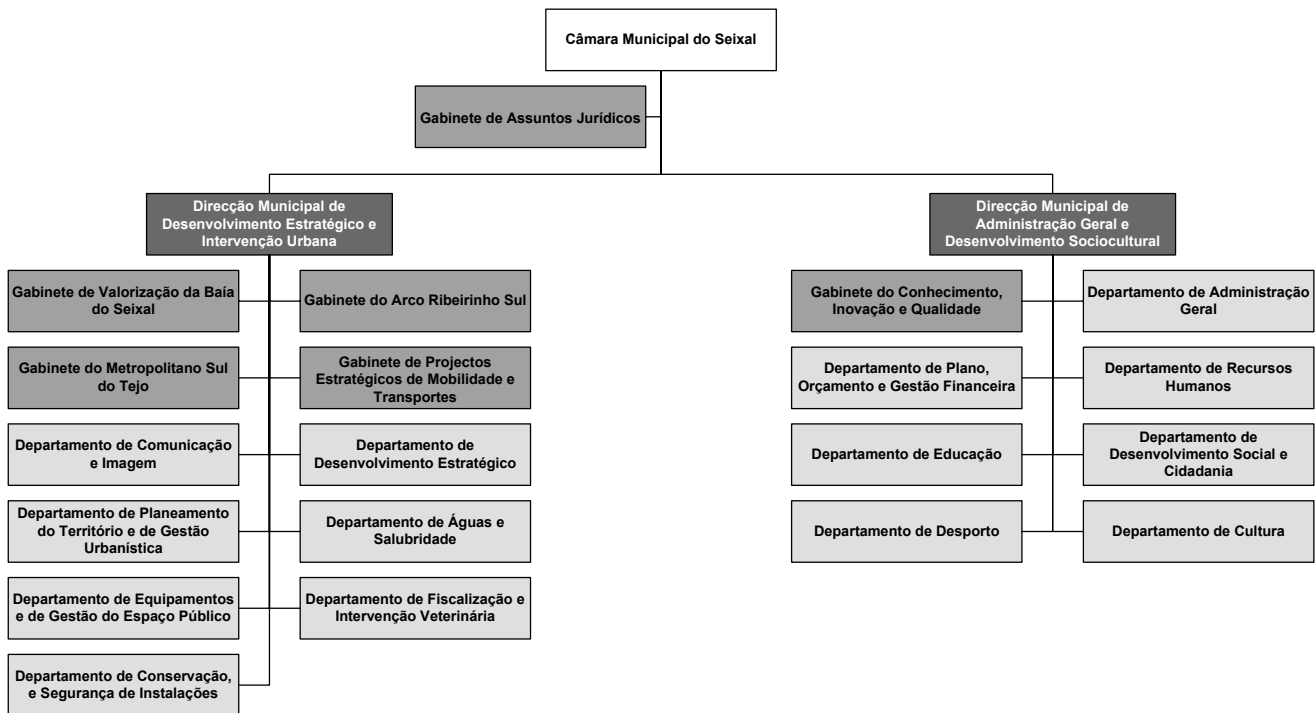 Câmara Municipal do Seixal
Gabinete de Assuntos Jurídicos
Direcção Municipal de
Desenvolvimento Estratégico e
Intervenção Urbana
Direcção Municipal de
Administração Geral e
Desenvolvimento Sociocultural
Gabinete de Valorização da Baía
do Seixal
Gabinete do Arco Ribeirinho Sul
Gabinete do Conhecimento,
Inovação e Qualidade
Departamento de Administração
Geral
Gabinete do Metropolitano Sul
do Tejo
Gabinete de Projectos
Estratégicos de Mobilidade e
Transportes
Departamento de Plano,
Orçamento e Gestão Financeira
Departamento de Recursos
Humanos
Departamento de Comunicação
e Imagem
Departamento de
Desenvolvimento Estratégico
Departamento de Educação
Departamento de
Desenvolvimento Social e
Cidadania
Departamento de Planeamento
do Território e de Gestão
Urbanística
Departamento de Águas e
Salubridade
Departamento de Desporto
Departamento de Cultura
Departamento de Equipamentos
e de Gestão do Espaço Público
Departamento de Fiscalização e
Intervenção Veterinária
Departamento de Conservação,
e Segurança de Instalações